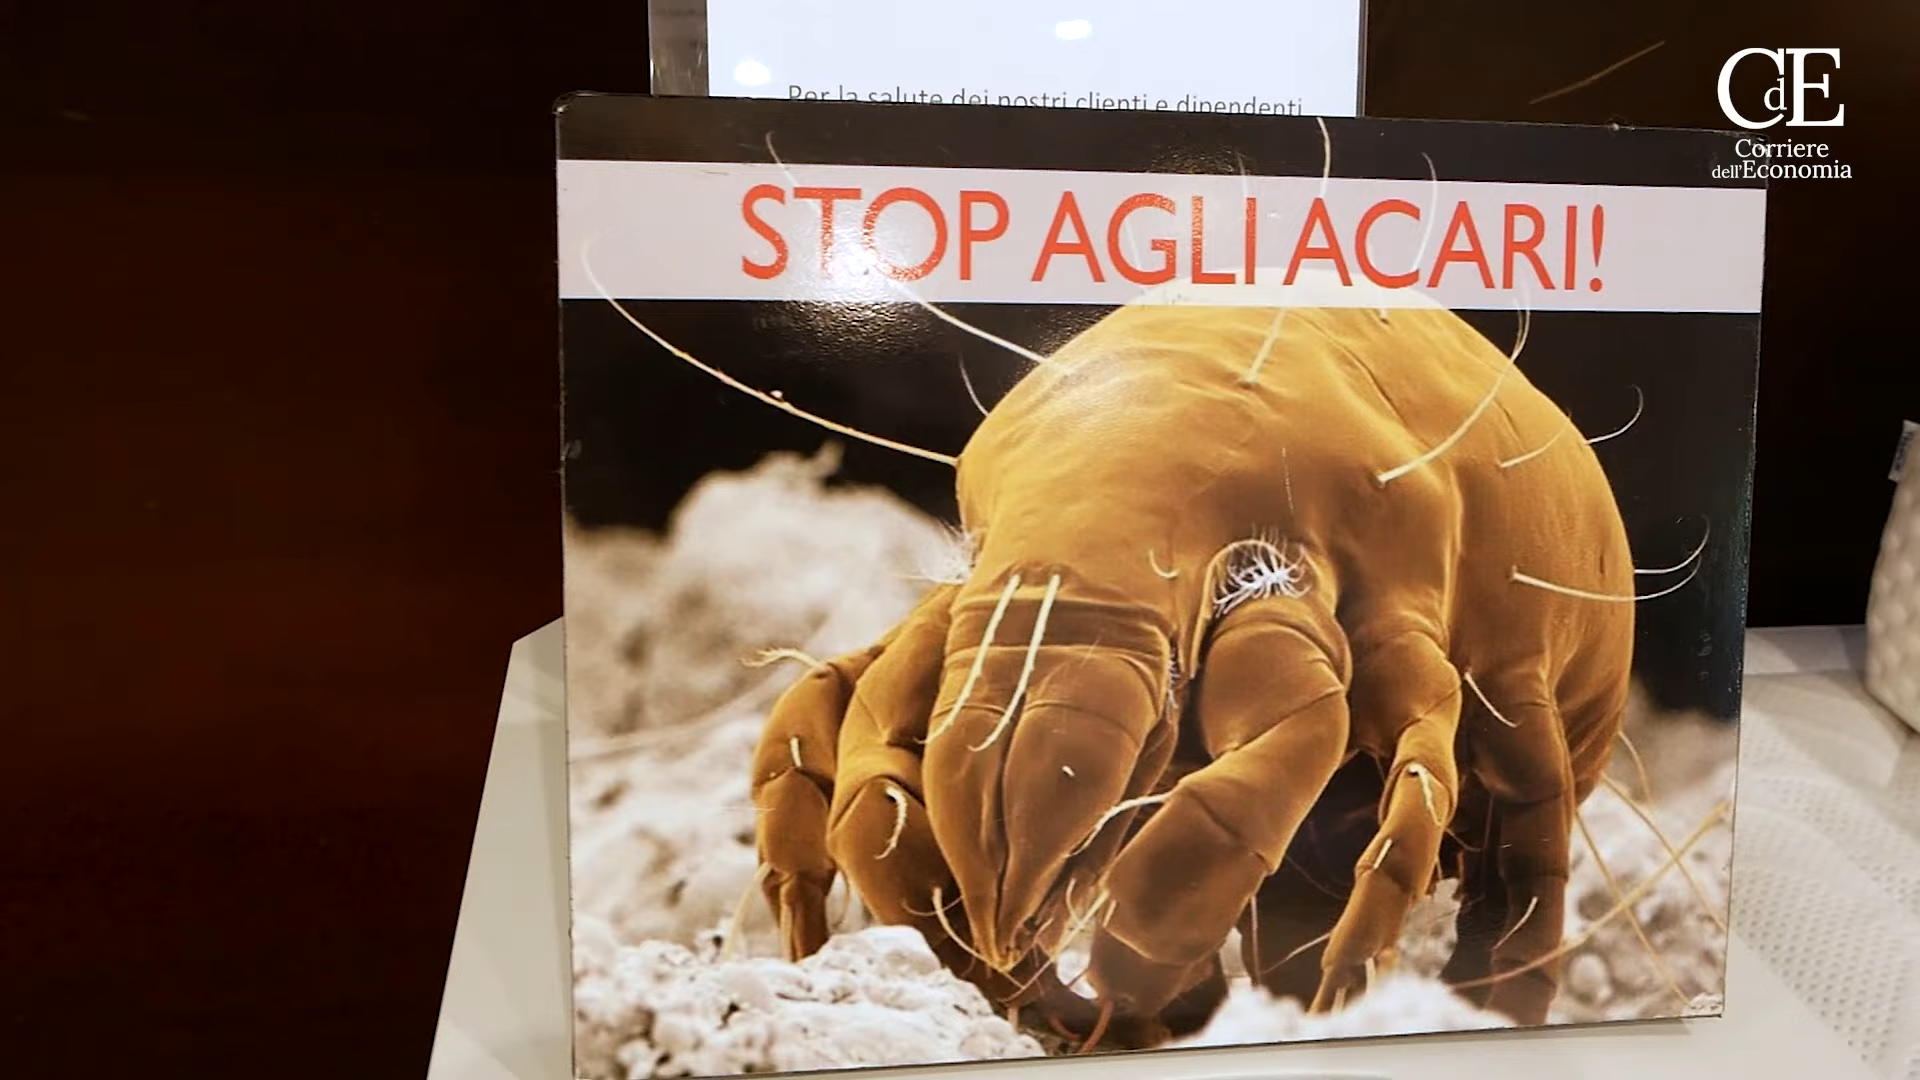 Per la salute dei nostri clienti e dipendenti
CdE
Corriere
dell'Economia
STOP AGLI ACARI!